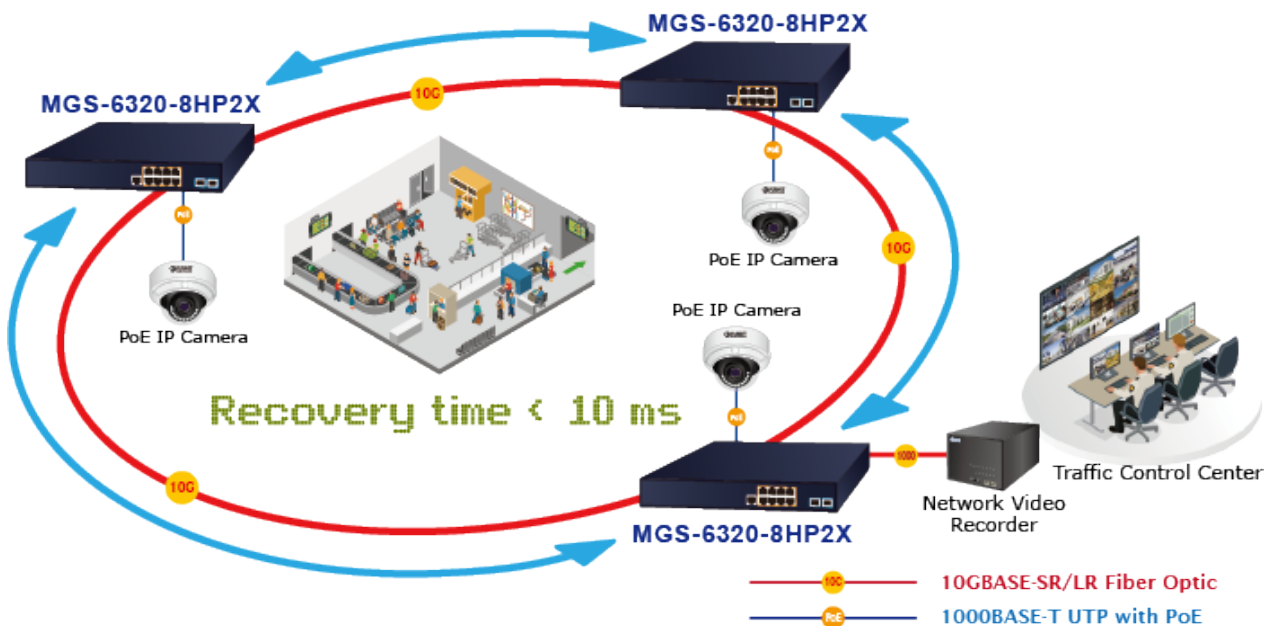 MGS-6320-8HP2X
MGS-6320-8HP2X
10G
PoE
PoE IP Camera
10G
PoE
PoE IP Camera
PoE IP Camera
Recovery time < 10 ms
PoE
10G
1000
MGS-6320-8HP2X
Network Video
Recorder
Traffic Control Center
10G
10GBASE-SR/LR Fiber Optic
PoE
1000BASE-T UTP with PoE